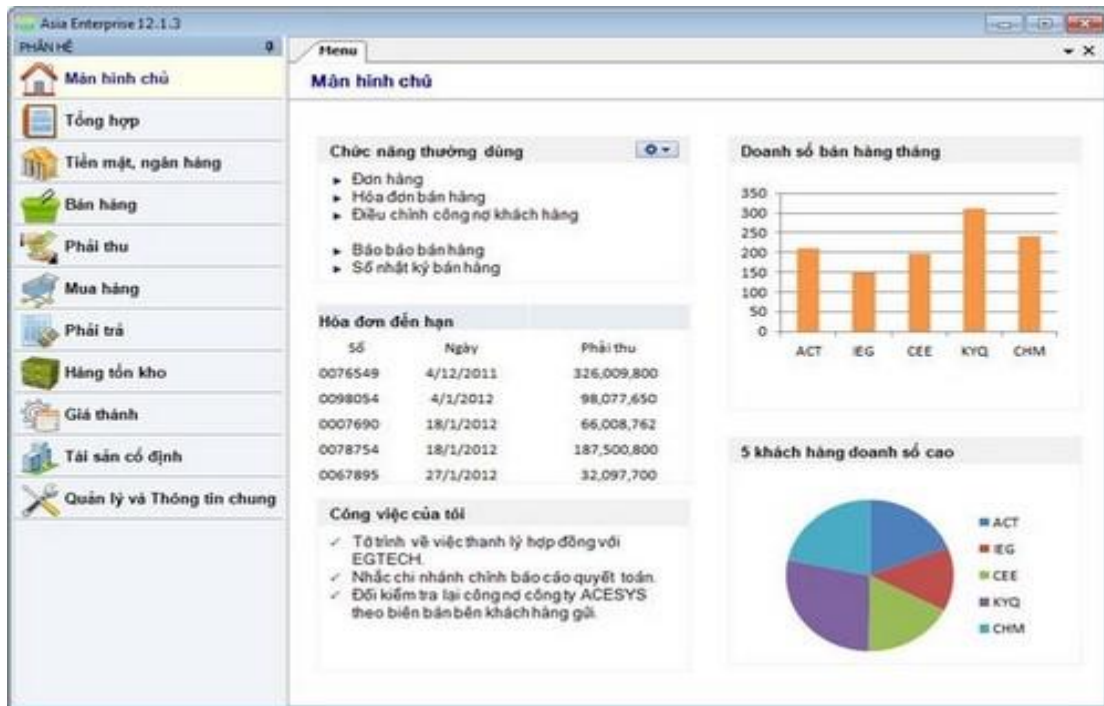 Asia Enterprise 12.1.3
PHÂN HỆ
Màn hình chủ
Tổng hợp
Tiền mặt, ngân hàng
Bán hàng
Phải thu
Mua hàng
Phải trả
Hàng tồn kho
Giá thành
Tài sản cố định
Quản lý và Thông tin chung
Menu
Màn hình chủ
Chức năng thường dùng
Đơn hàng
Hóa đơn bán hàng
Điều chỉnh công nợ khách hàng
Báo báo bán hàng
Sổ nhật ký bán hàng
Hóa đơn đến hạn
Số Ngày Phải thu
0076549 4/12/2011 326,009,800
0098054 4/1/2012 98,077,650
0007690 18/1/2012 66,008,762
0078754 18/1/2012 187,500,800
0067895 27/1/2012 32,097,700
Công việc của tôi
✓ Tờ trình về việc thanh lý hợp đồng với
EGTECH.
✓ Nhắc chi nhánh chỉnh báo cáo quyết toán.
✓ Đối kiểm tra lại công nợ công ty ACESYS
theo biên bản bên khách hàng gửi.
Doanh số bán hàng tháng
350
300
250
200
150
100
50
0
ACT IEG CEE KYQ CHM
5 khách hàng doanh số cao
ACT
IEG
CEE
KYQ
CHM